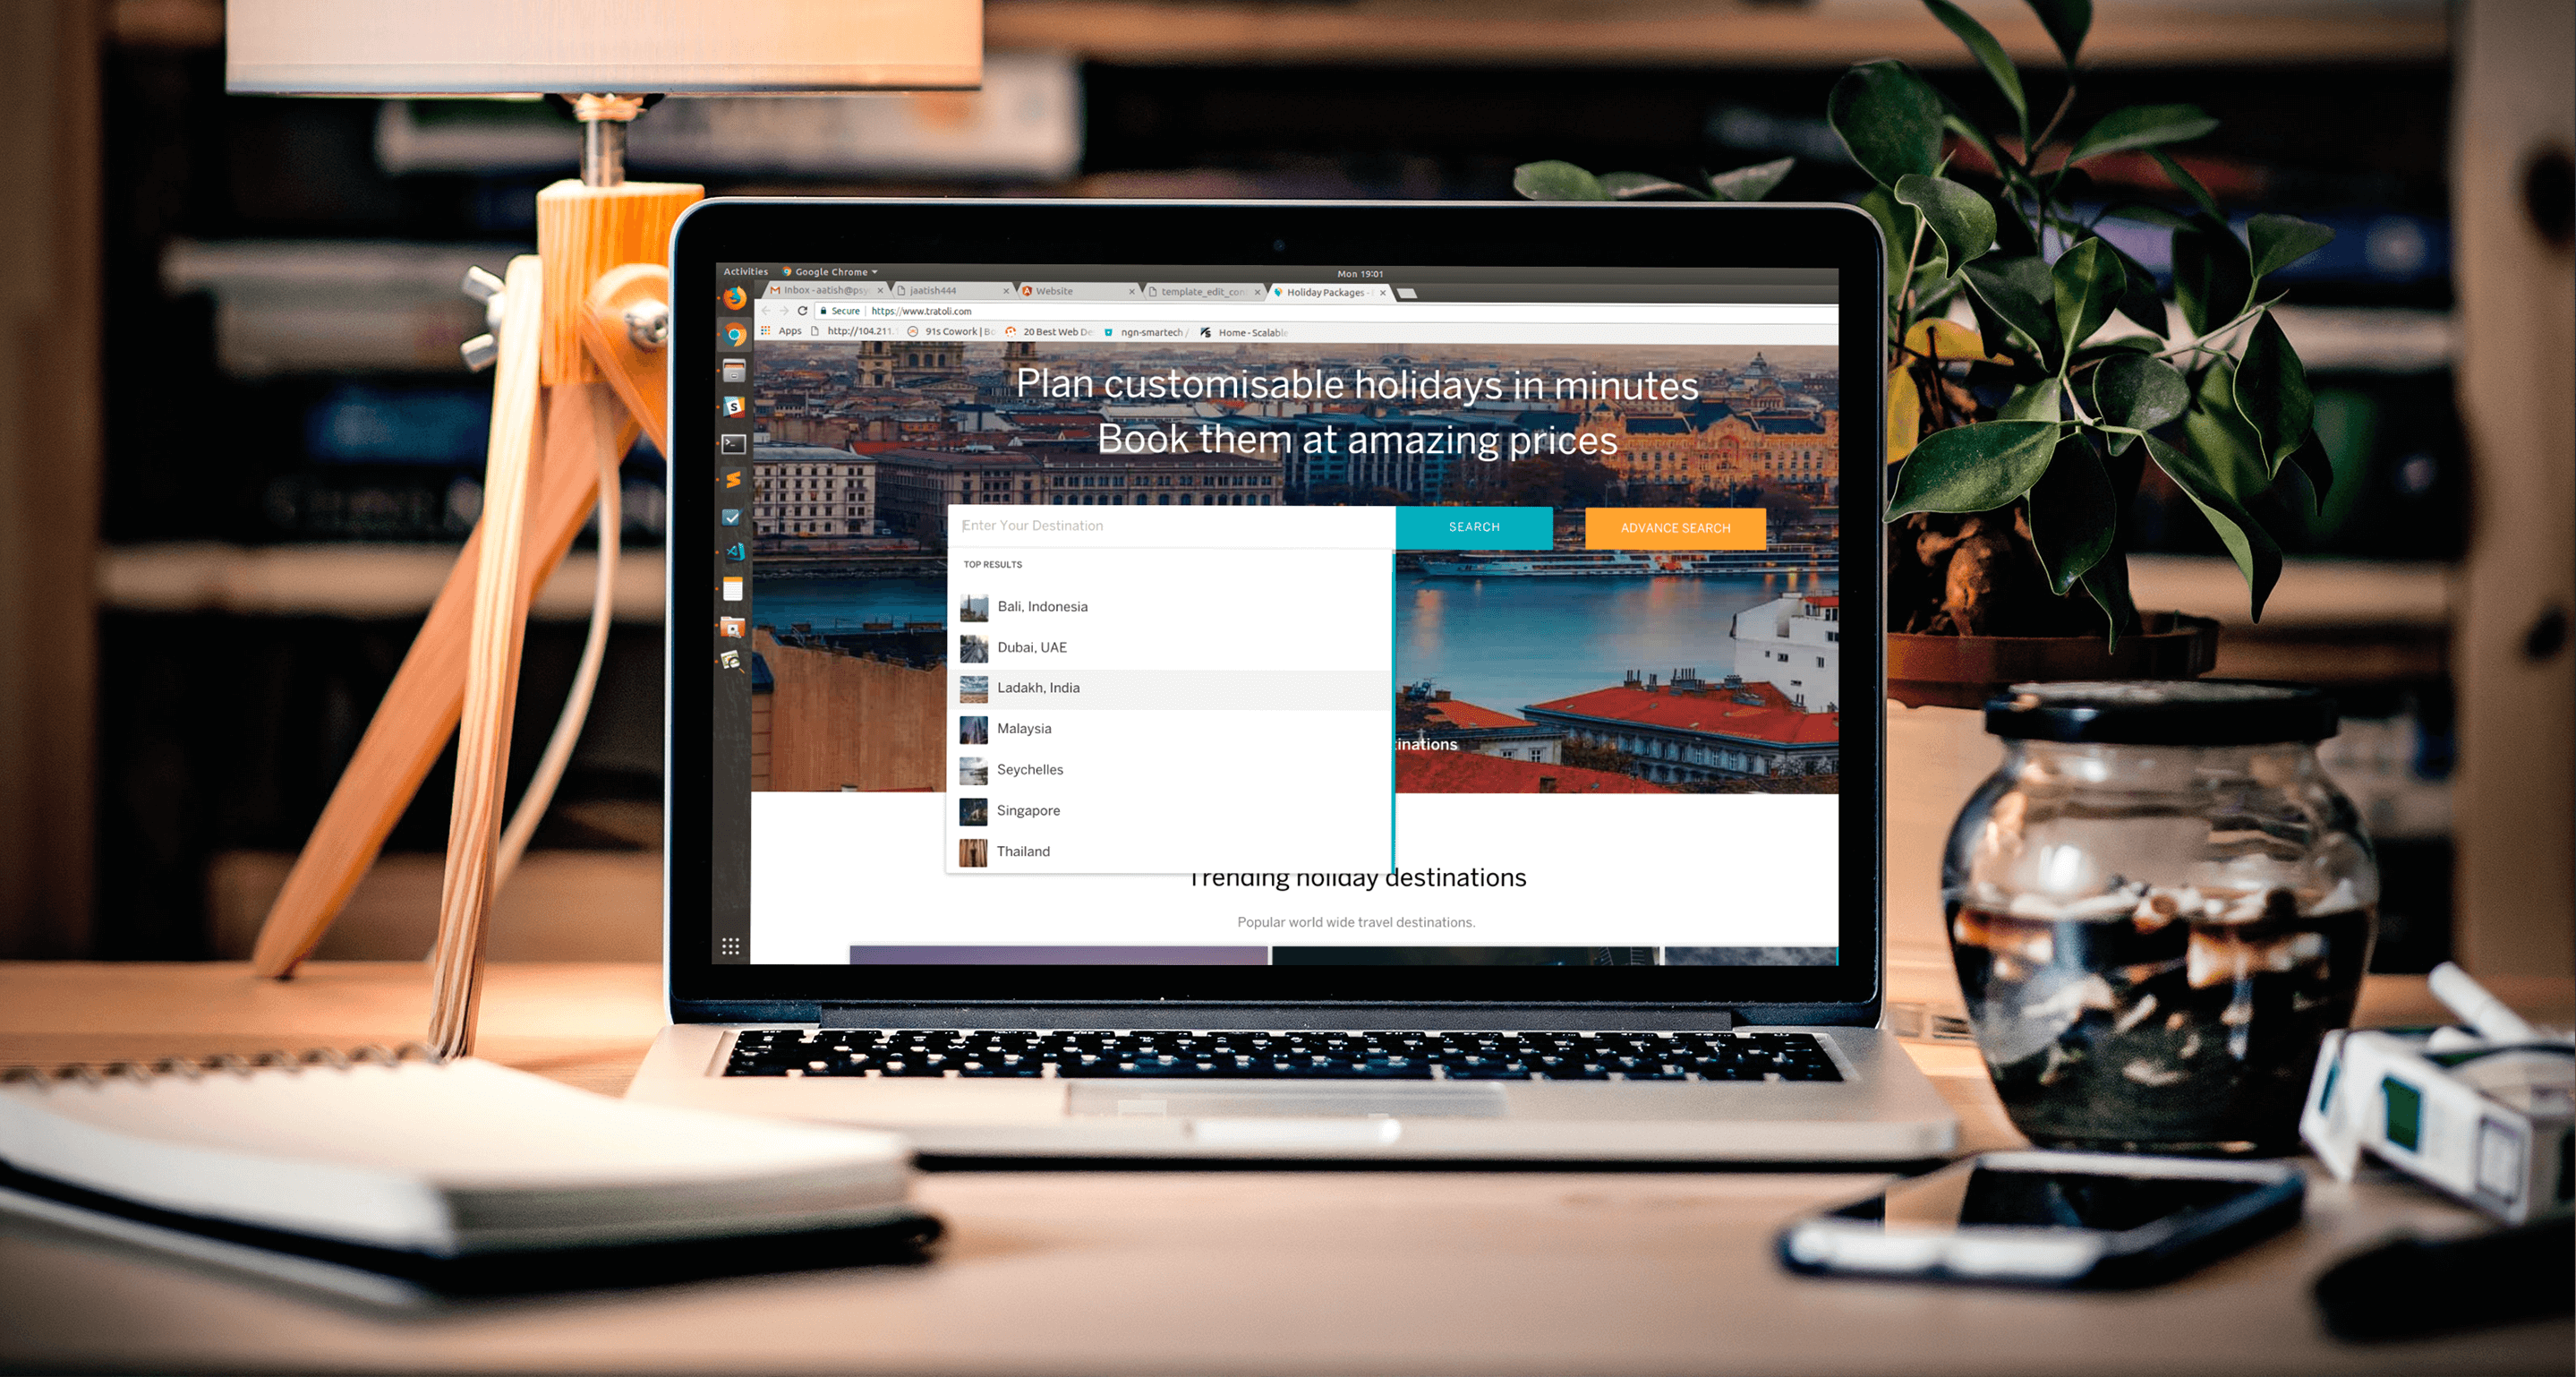 Activities Google Chrome Mon 19:01
Inbox - aatish@psy jaatish444 Website template_edit_con Holiday Packages -
Secure https://www.tratoli.com
Apps http://104.211. 91s Cowork | Bo 20 Best Web De ngn-smartech / Home - Scalable
Plan customisable holidays in minutes
Book them at amazing prices
Enter Your Destination SEARCH ADVANCE SEARCH
TOP RESULTS
Bali, Indonesia
Dubai, UAE
Ladakh, India
Malaysia
inations
Seychelles
Singapore
Thailand
Trending holiday destinations
Popular world wide travel destinations.